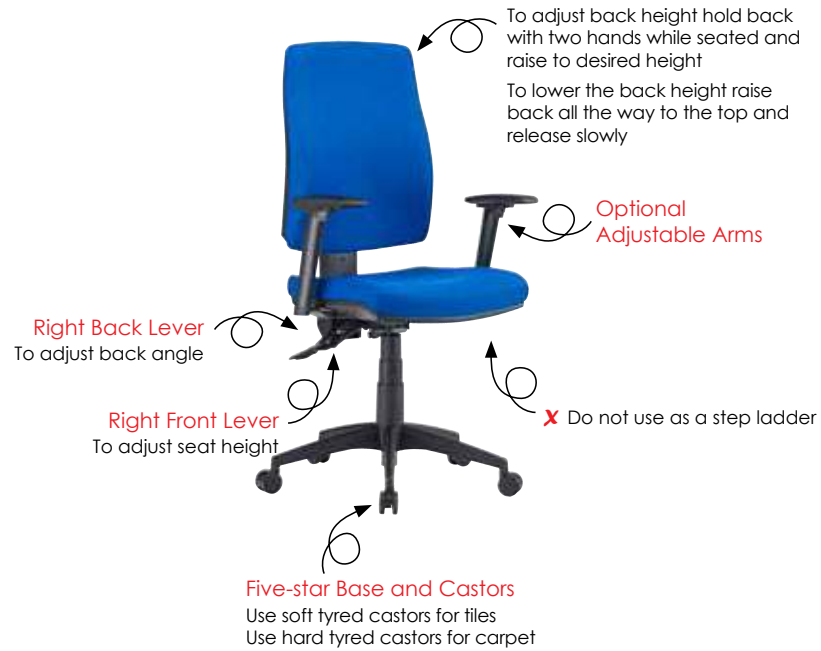 To adjust back height hold back
with two hands while seated and
raise to desired height
To lower the back height raise
back all the way to the top and
release slowly
Optional
Adjustable Arms
Right Back Lever
To adjust back angle
Right Front Lever
To adjust seat height
✗ Do not use as a step ladder
Five-star Base and Castors
Use soft tyred castors for tiles
Use hard tyred castors for carpet